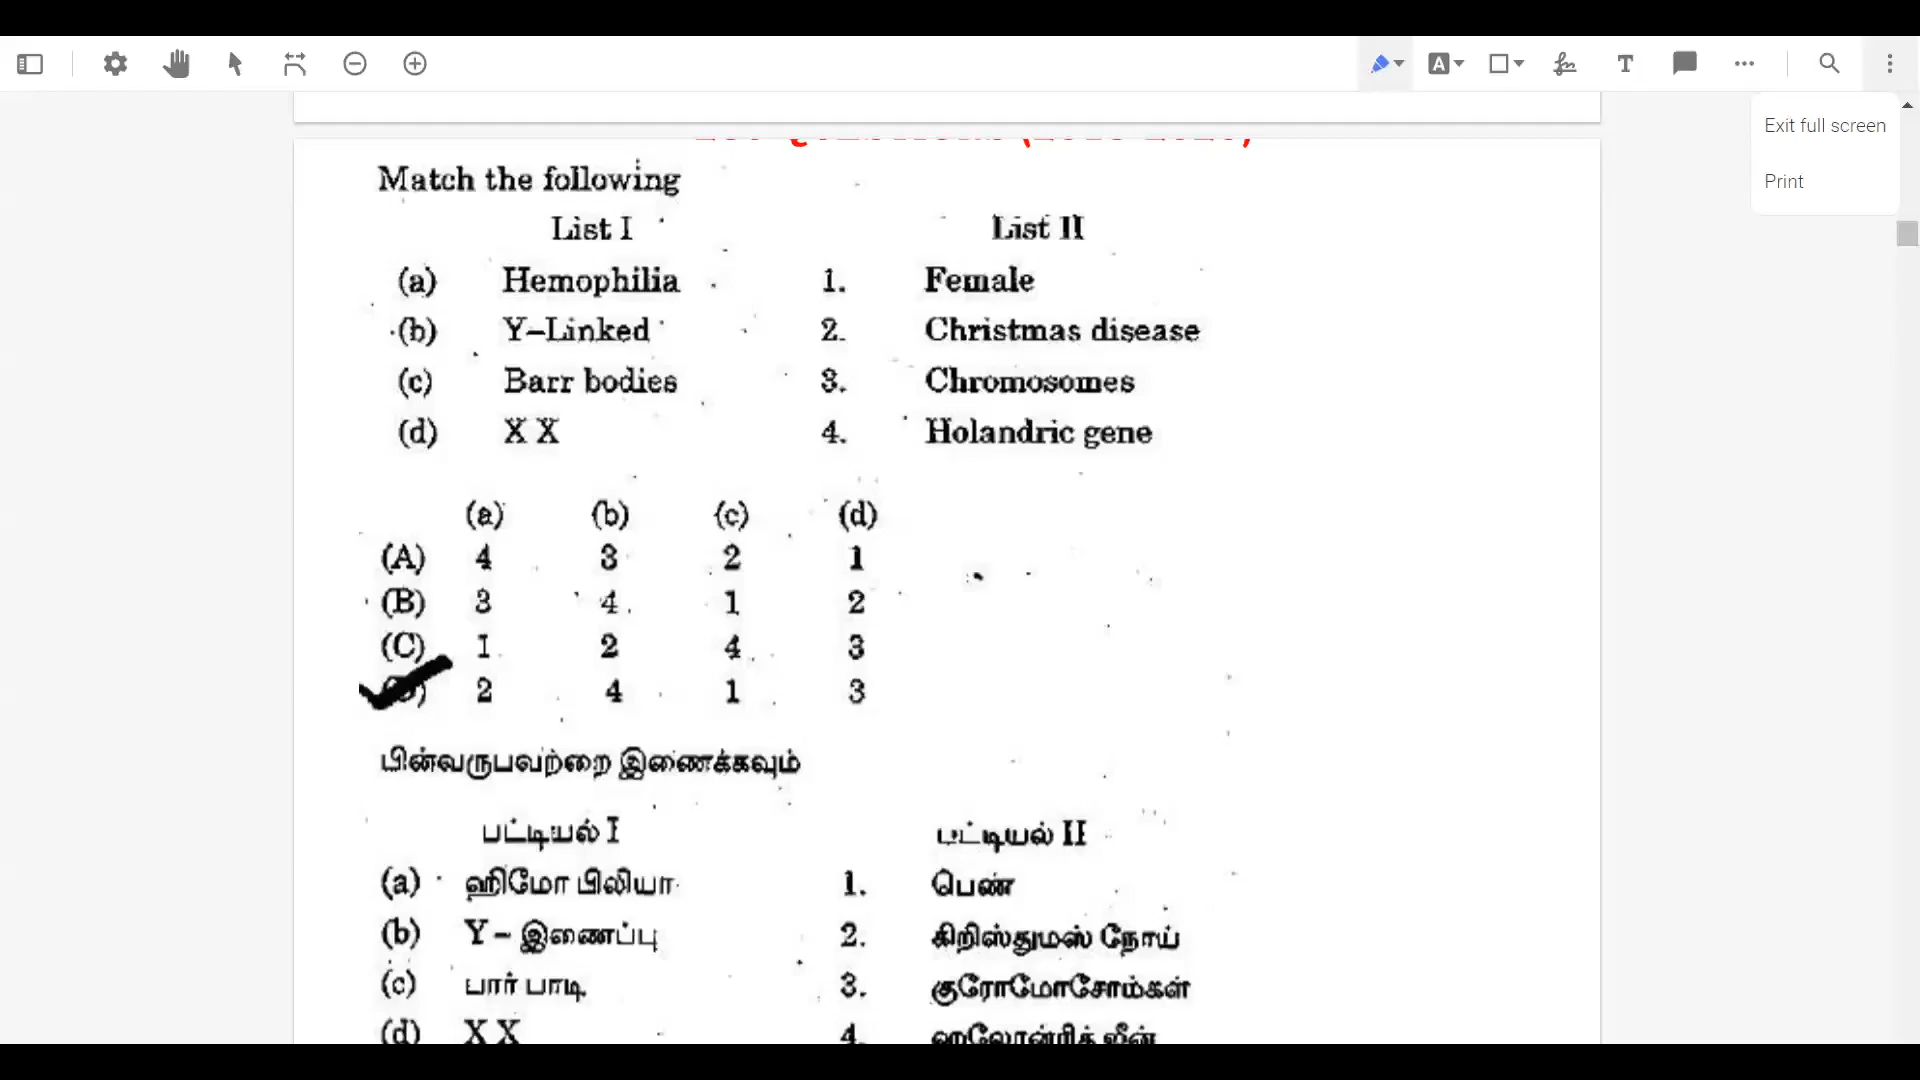 Exit full screen
Print
Match the following
List I List II
(a) Hemophilia 1. Female
(b) Y–Linked 2. Christmas disease
(c) Barr bodies 3. Chromosomes
(d) X X 4. Holandric gene
(a) (b) (c) (d)
(A) 4 3 2 1
(B) 3 4 1 2
(C) 1 2 4 3
2 4 1 3
பின்வருபவற்றை இணைக்கவும்
பட்டியல் I பட்டியல் II
(a) ஹிமோ பிலியா 1. பெண்
(b) Y – இணைப்பு 2. கிறிஸ்துமஸ் நோய்
(c) பார் பாடி 3. குரோமோசோம்கள்
(d) X X 4. ஹலோன்ரிக் ஜீன்